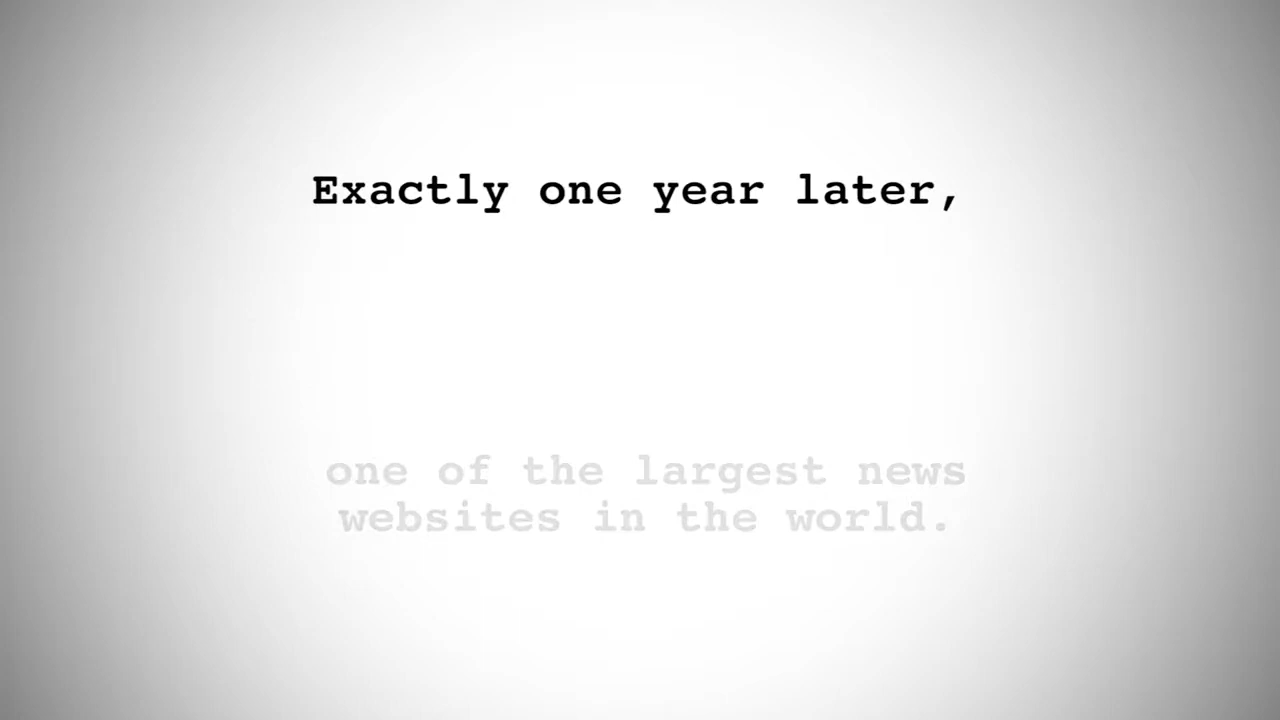 Exactly one year later,
one of the largest news
websites in the world.